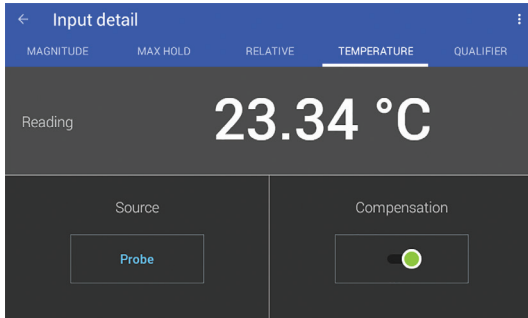 Input detail
MAGNITUDE MAX HOLD RELATIVE TEMPERATURE QUALIFIER
Reading 23.34 °C
Source Compensation
Probe